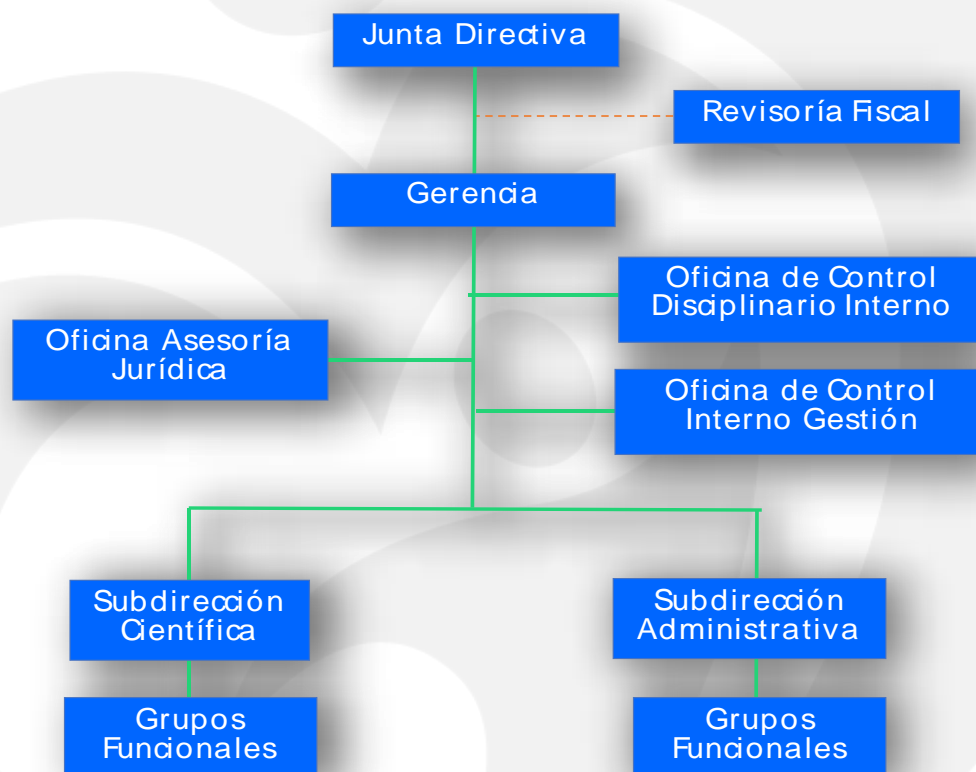 Junta Directiva
Revisoría Fiscal
Gerencia
Oficina de Control
Disciplinario Interno
Oficina Asesoría
Jurídica
Oficina de Control
Interno Gestión
Subdirección
Científica
Subdirección
Administrativa
Grupos
Funcionales
Grupos
Funcionales